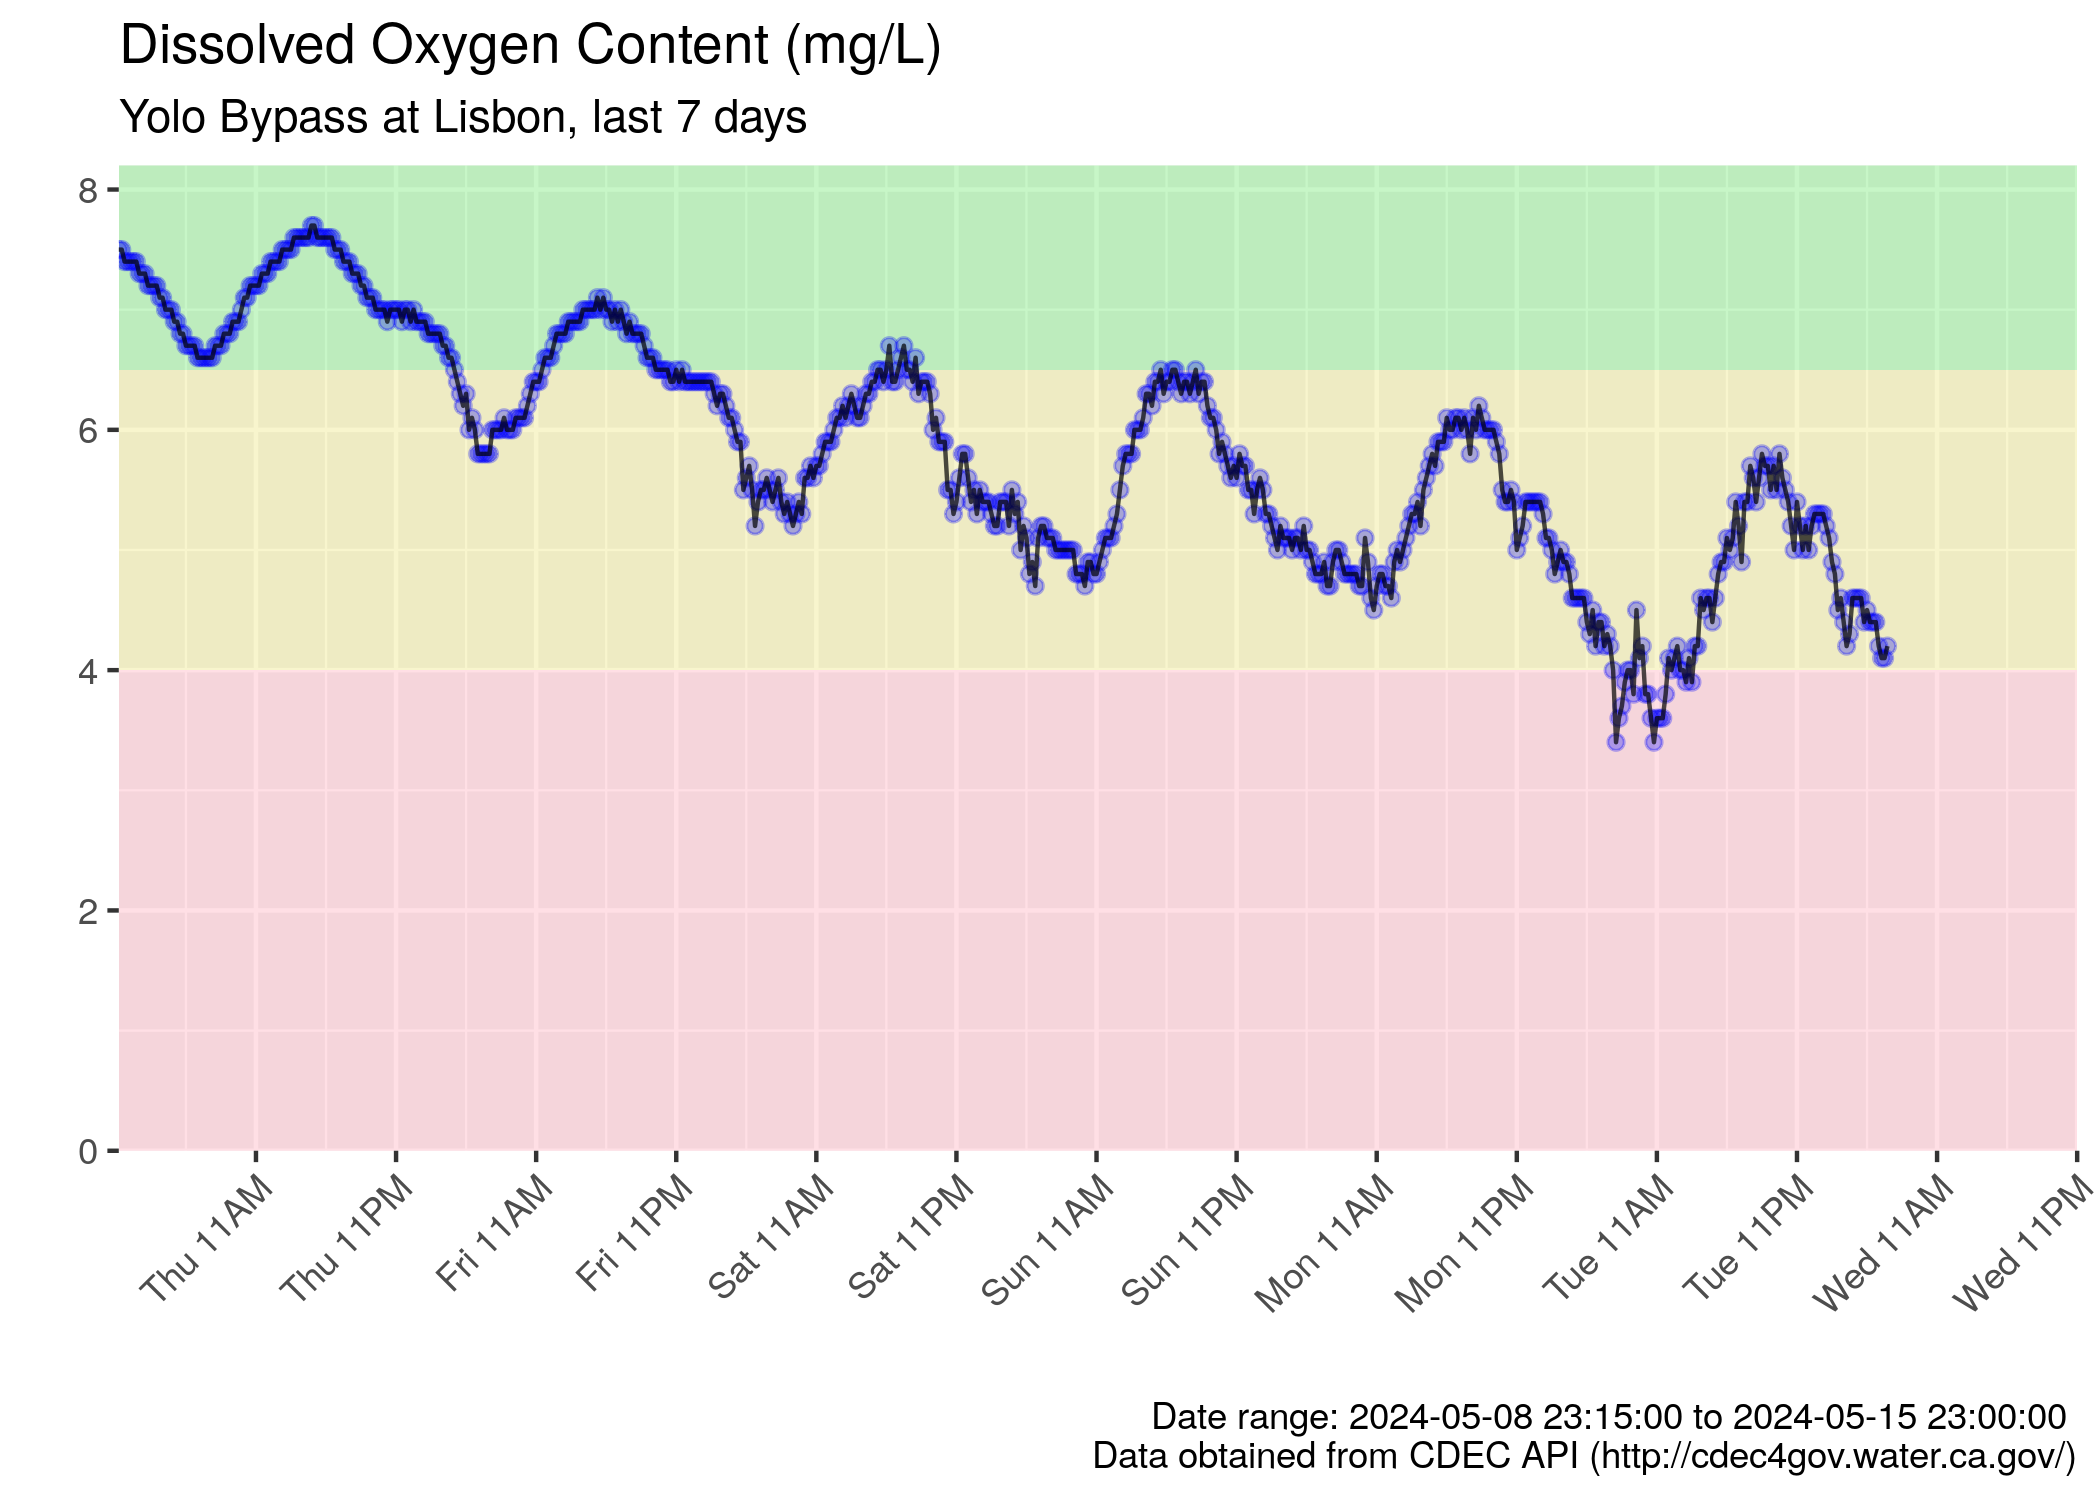 Dissolved Oxygen Content (mg/L)
Yolo Bypass at Lisbon, last 7 days
8
6
4
2
0
Thu 11AM
Thu 11PM
Fri 11AM
Fri 11PM
Sat 11AM
Sat 11PM
Sun 11AM
Sun 11PM
Mon 11AM
Mon 11PM
Tue 11AM
Tue 11PM
Wed 11AM
Wed 11PM
Date range: 2024-05-08 23:15:00 to 2024-05-15 23:00:00
Data obtained from CDEC API (http://cdec4gov.water.ca.gov/)